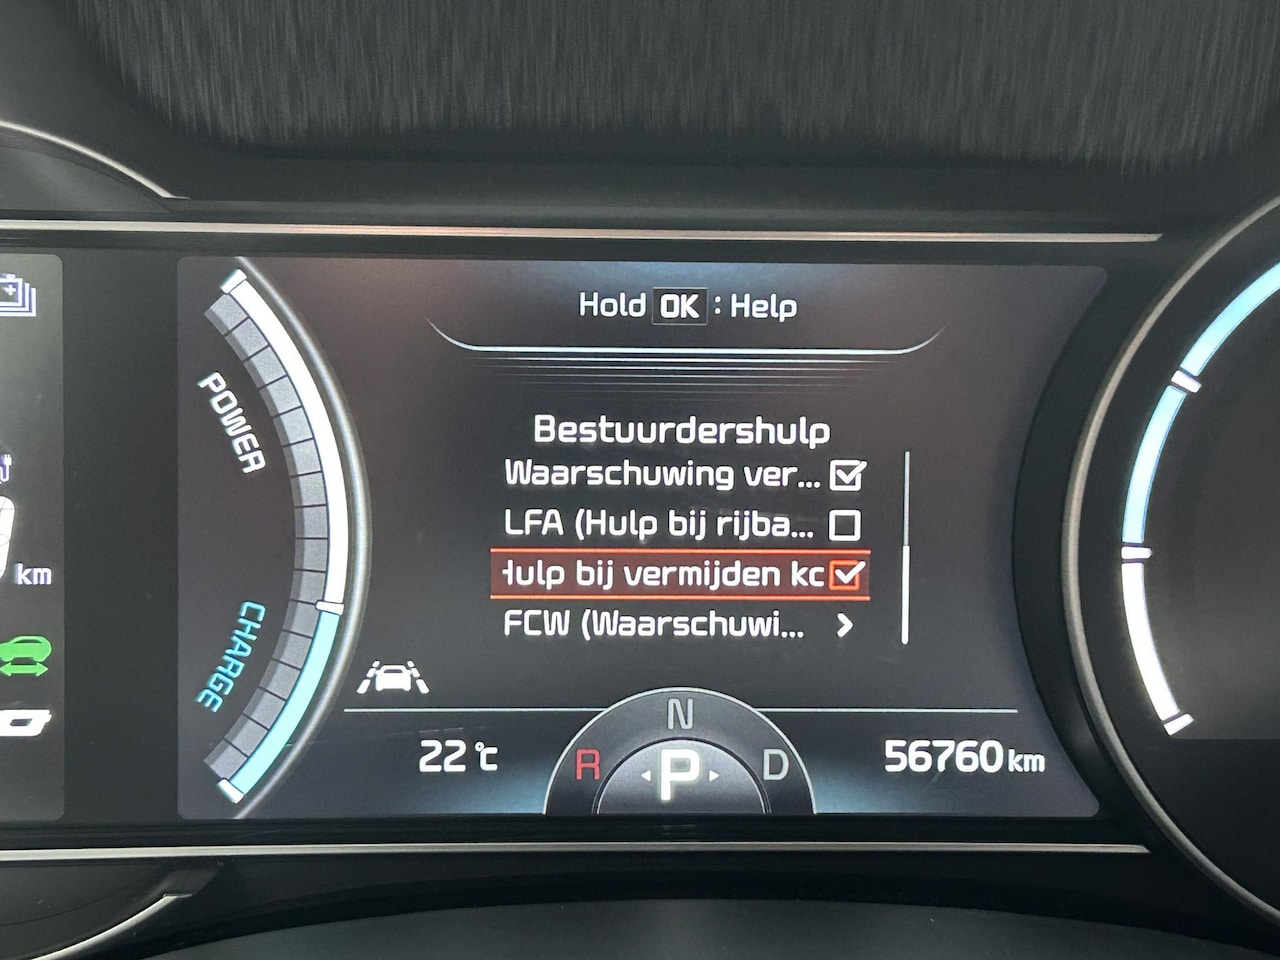 Hold OK : Help
Bestuurdershulp
Waarschuwing ver...
LFA (Hulp bij rijba...
Hulp bij vermijden kc
FCW (Waarschuwi...
POWER
CHARGE
km
22 °C
R N D
P
56760 km